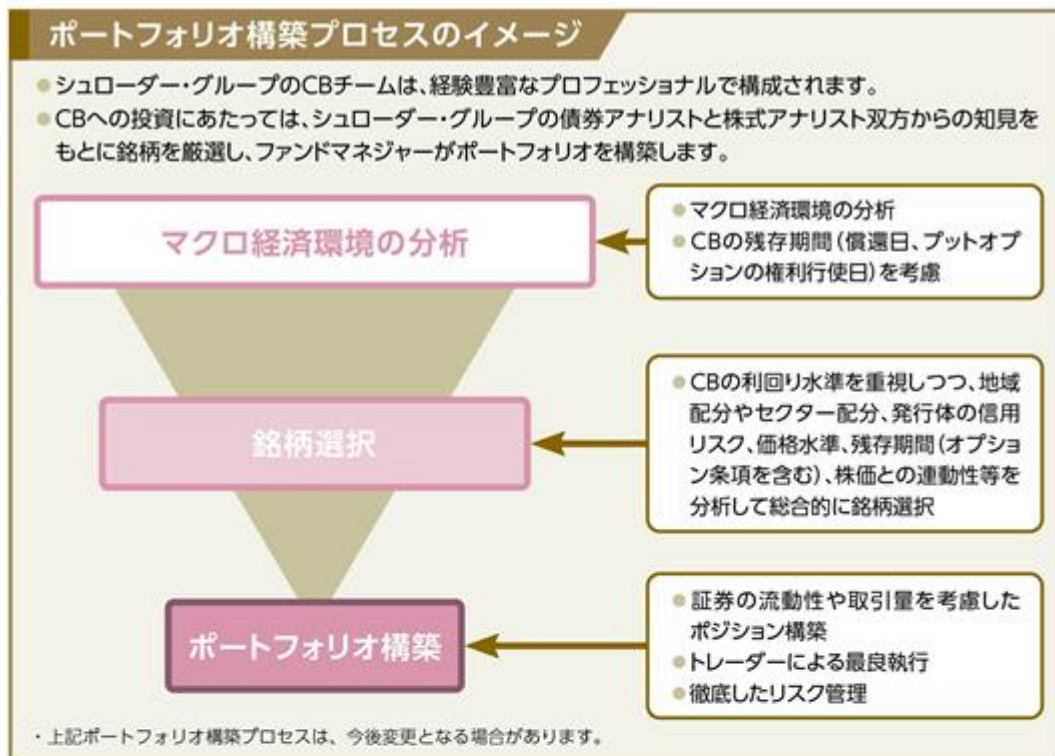 ポートフォリオ構築プロセスのイメージ
●シュローダー・グループのCBチームは、経験豊富なプロフェッショナルで構成されます。
●CBへの投資にあたっては、シュローダー・グループの債券アナリストと株式アナリスト双方からの知見を
もとに銘柄を厳選し、ファンドマネジャーがポートフォリオを構築します。
マクロ経済環境の分析
●マクロ経済環境の分析
●CBの残存期間(償還日、プットオプ
ションの権利行使日)を考慮
銘柄選択
●CBの利回り水準を重視しつつ、地域
配分やセクター配分、発行体の信用
リスク、価格水準、残存期間(オプション
条項を含む)、株価との連動性等を
分析して総合的に銘柄選択
ポートフォリオ構築
●証券の流動性や取引量を考慮した
ポジション構築
●トレーダーによる最良執行
●徹底したリスク管理
・上記ポートフォリオ構築プロセスは、今後変更となる場合があります。